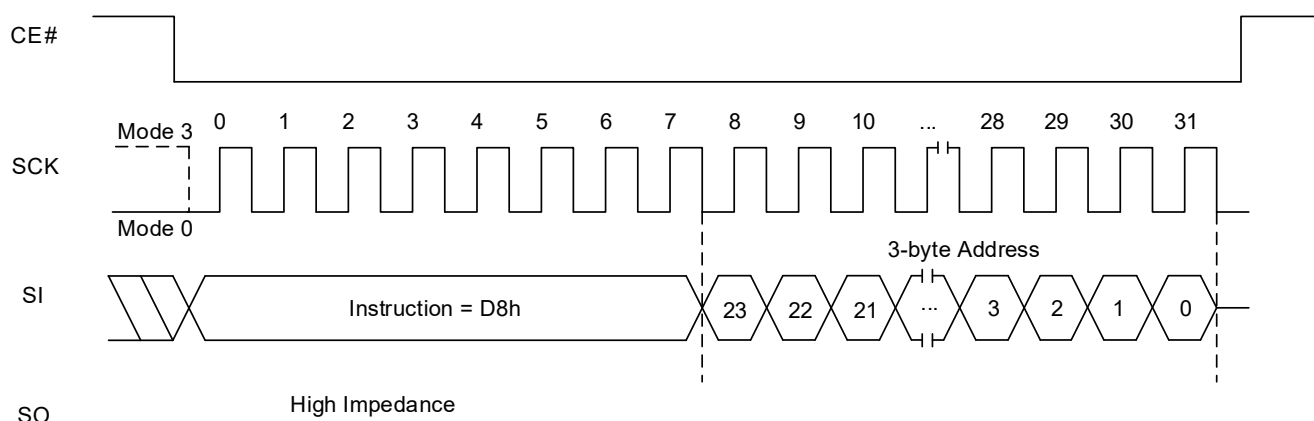 CE#
Mode 3
0 1 2 3 4 5 6 7 8 9 10 ... 28 29 30 31
SCK
Mode 0
3-byte Address
SI
Instruction = D8h
23 22 21 ... 3 2 1 0
High Impedance
SO